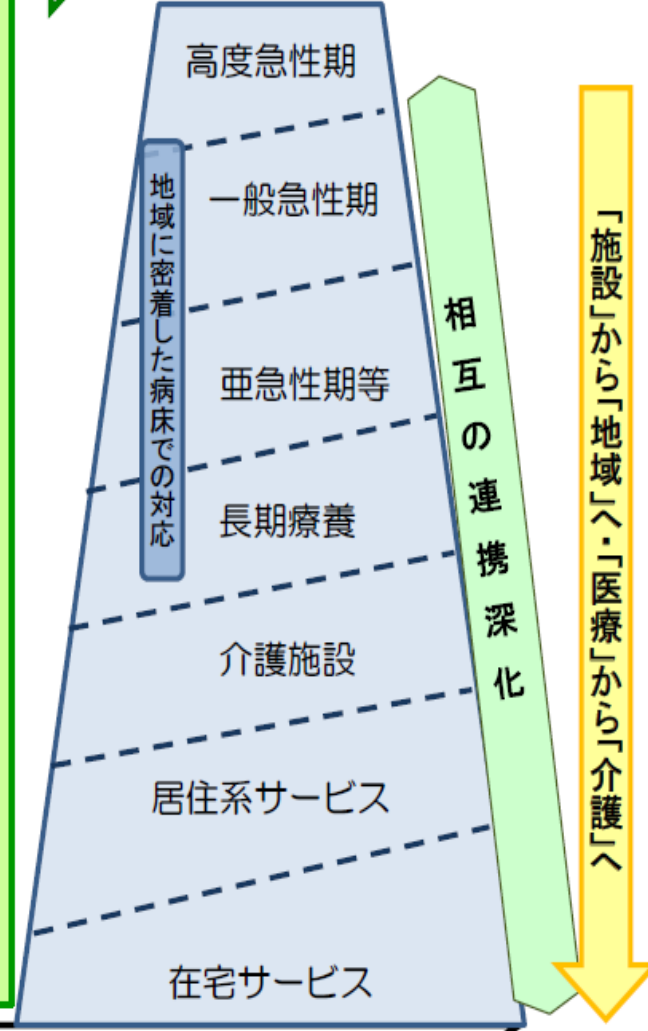 高度急性期
一般急性期
亜急性期等
長期療養
介護施設
居住系サービス
在宅サービス
地域に密着した病床での対応
相互の連携深化
「施設」から「地域」へ・「医療」から「介護」へ